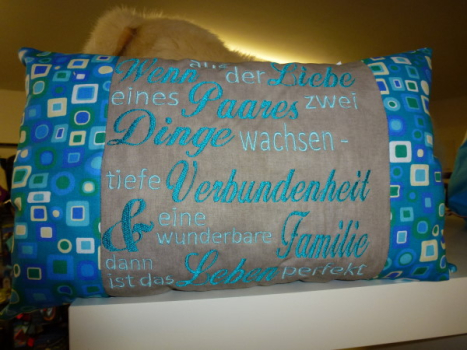 Wenn aus der Liebe
eines Paares zwei
Dinge wachsen -
tiefe Verbundenheit
& eine wunderbare Familie
dann ist das Leben perfekt